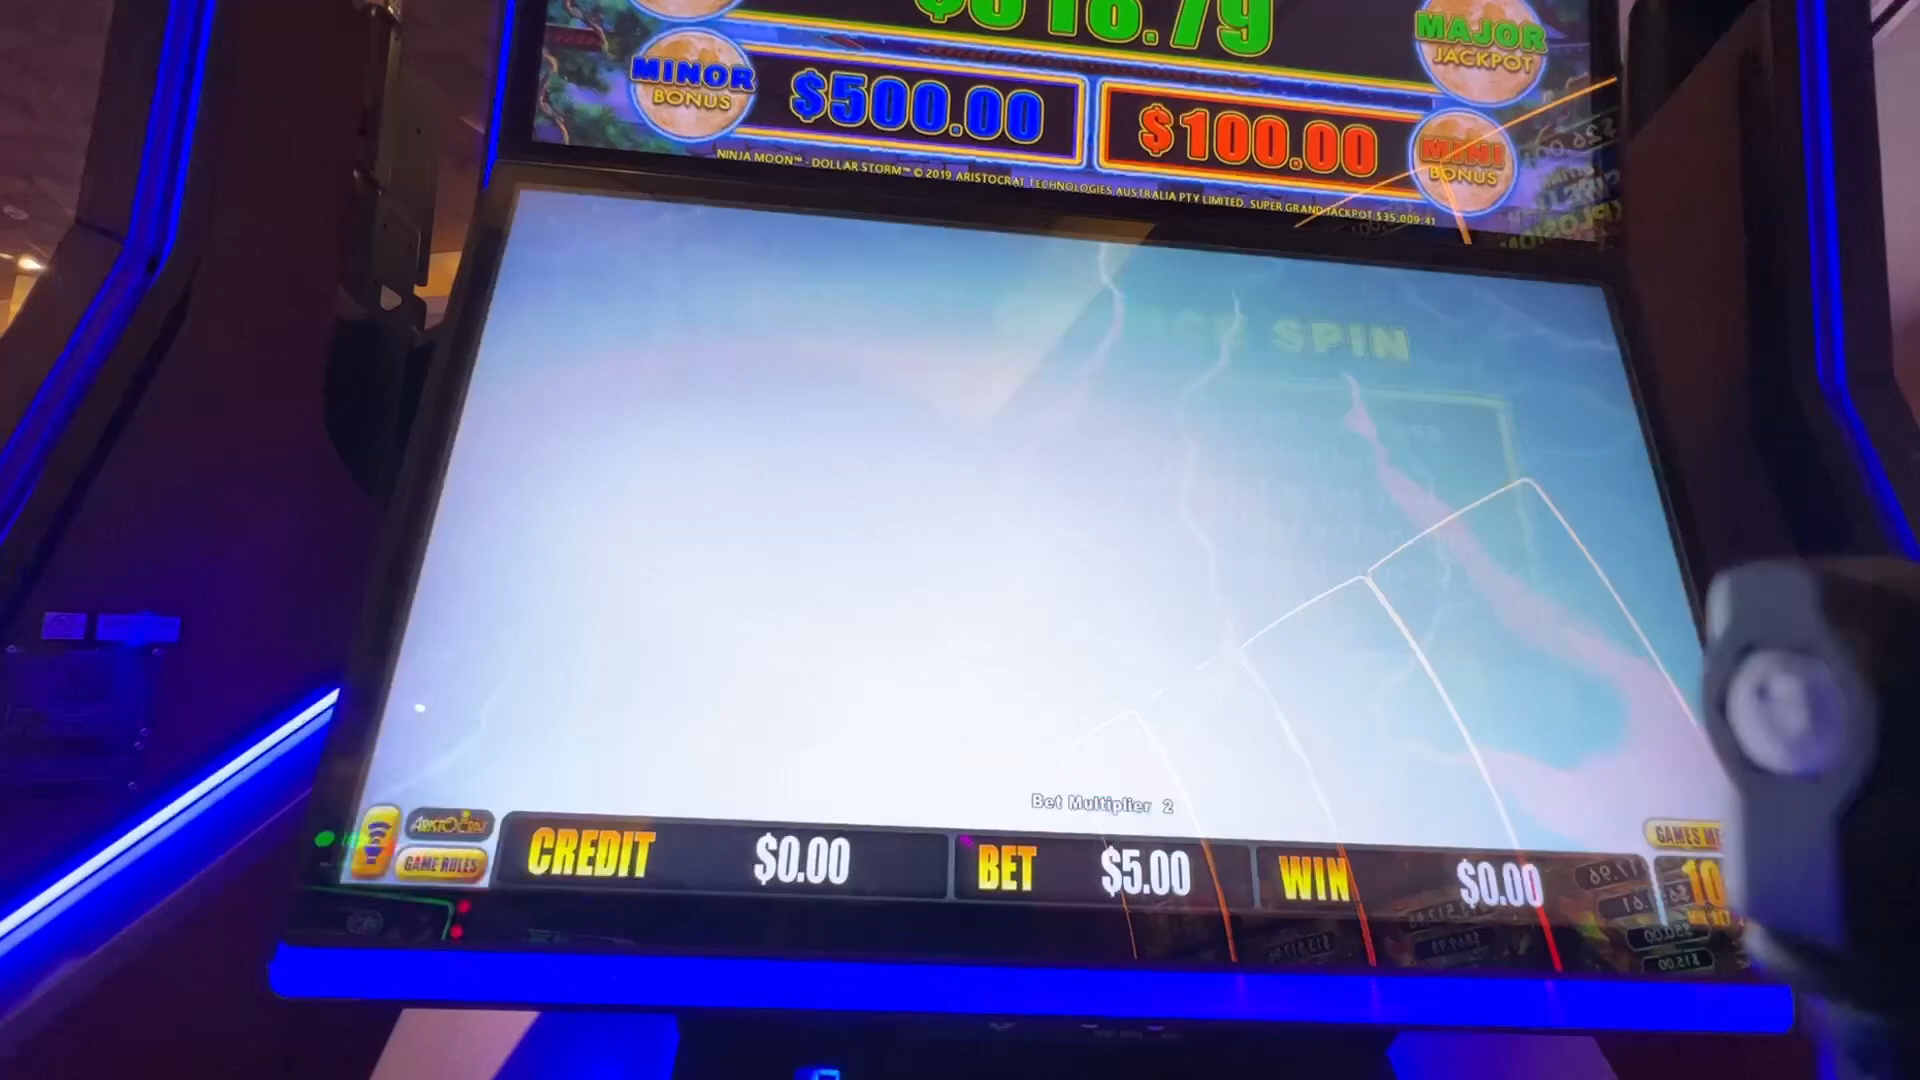 MAJOR
JACKPOT
MINOR
BONUS
$500.00
$100.00
MINI
BONUS
NINJA MOON™ - DOLLAR STORM™ © 2019 ARISTOCRAT TECHNOLOGIES AUSTRALIA PTY LIMITED. SUPER GRAND JACKPOT $35,009.41
SPIN
Bet Multiplier 2
ARISTOCRAT
GAME RULES
CREDIT $0.00
BET $5.00
WIN $0.00